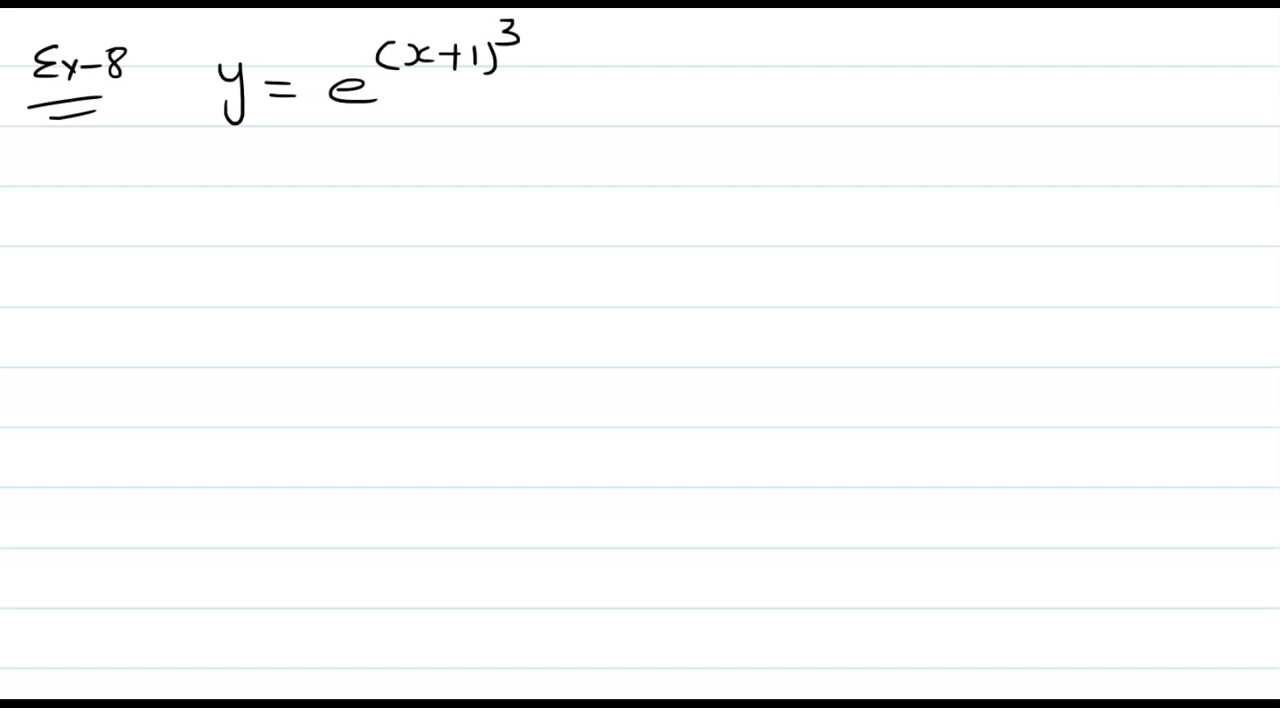 Ex-8 y = e^{(x+1)^3}